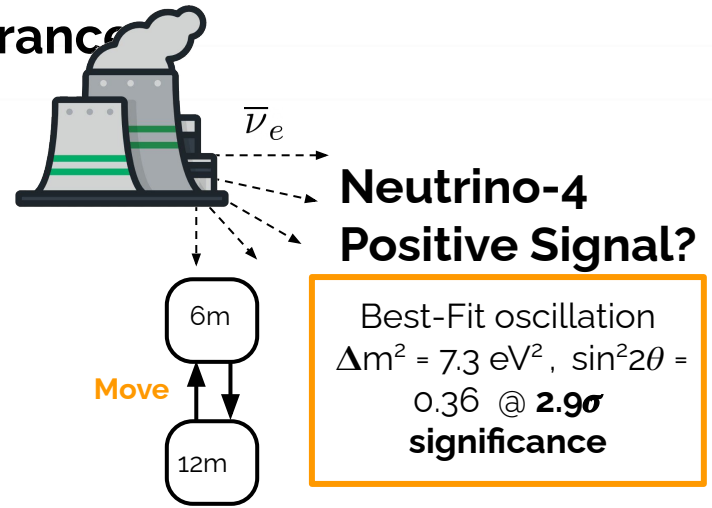 rance
ν̅ₑ
Neutrino-4
Positive Signal?
6m
Move
12m
Best-Fit oscillation
Δm² = 7.3 eV² , sin²2θ =
0.36 @ 2.9σ
significance